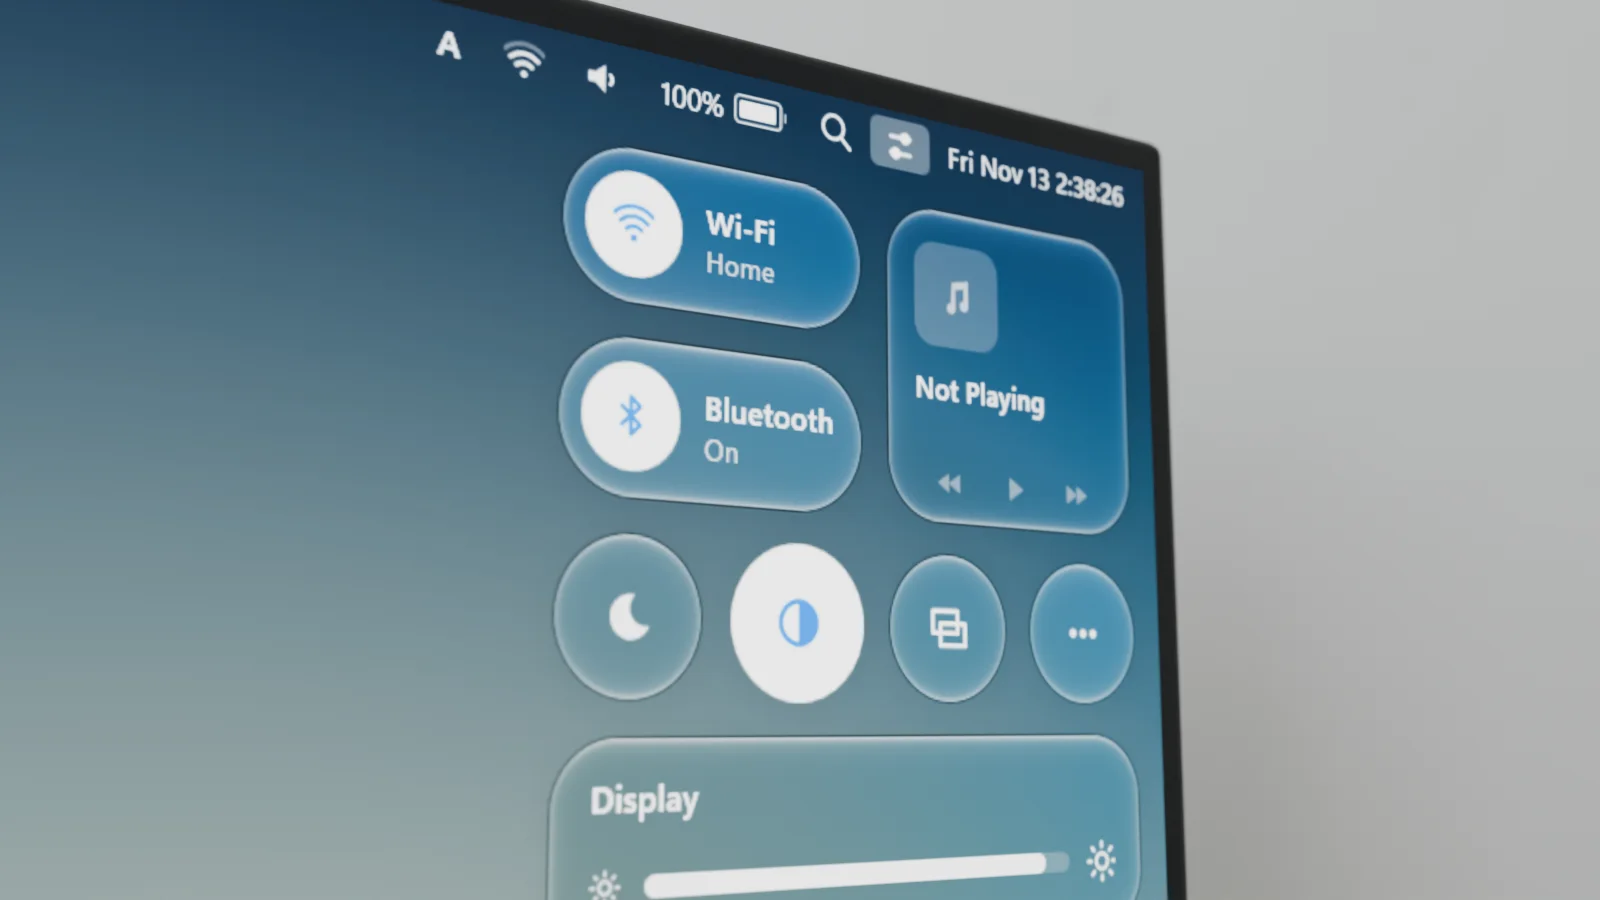 A
100%
Fri Nov 13 2:38:26
Wi-Fi
Home
Not Playing
Bluetooth
On
Display